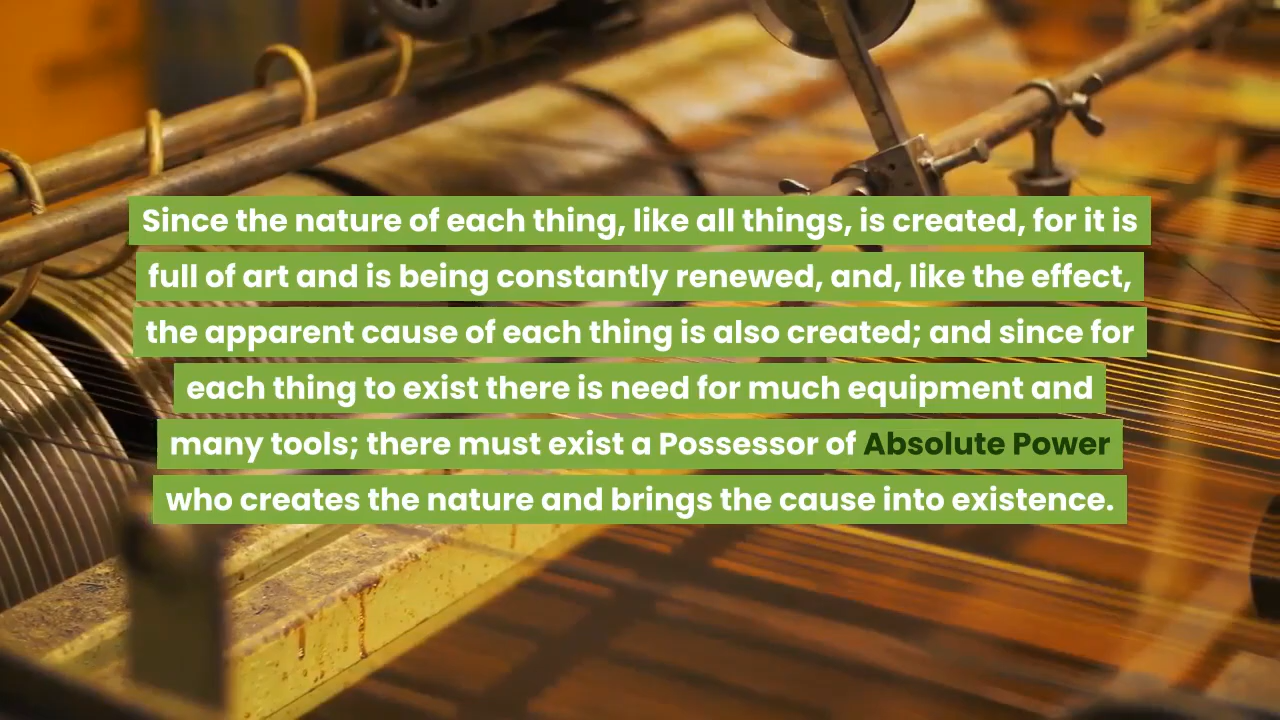 Since the nature of each thing, like all things, is created, for it is
full of art and is being constantly renewed, and, like the effect,
the apparent cause of each thing is also created; and since for
each thing to exist there is need for much equipment and
many tools; there must exist a Possessor of Absolute Power
who creates the nature and brings the cause into existence.